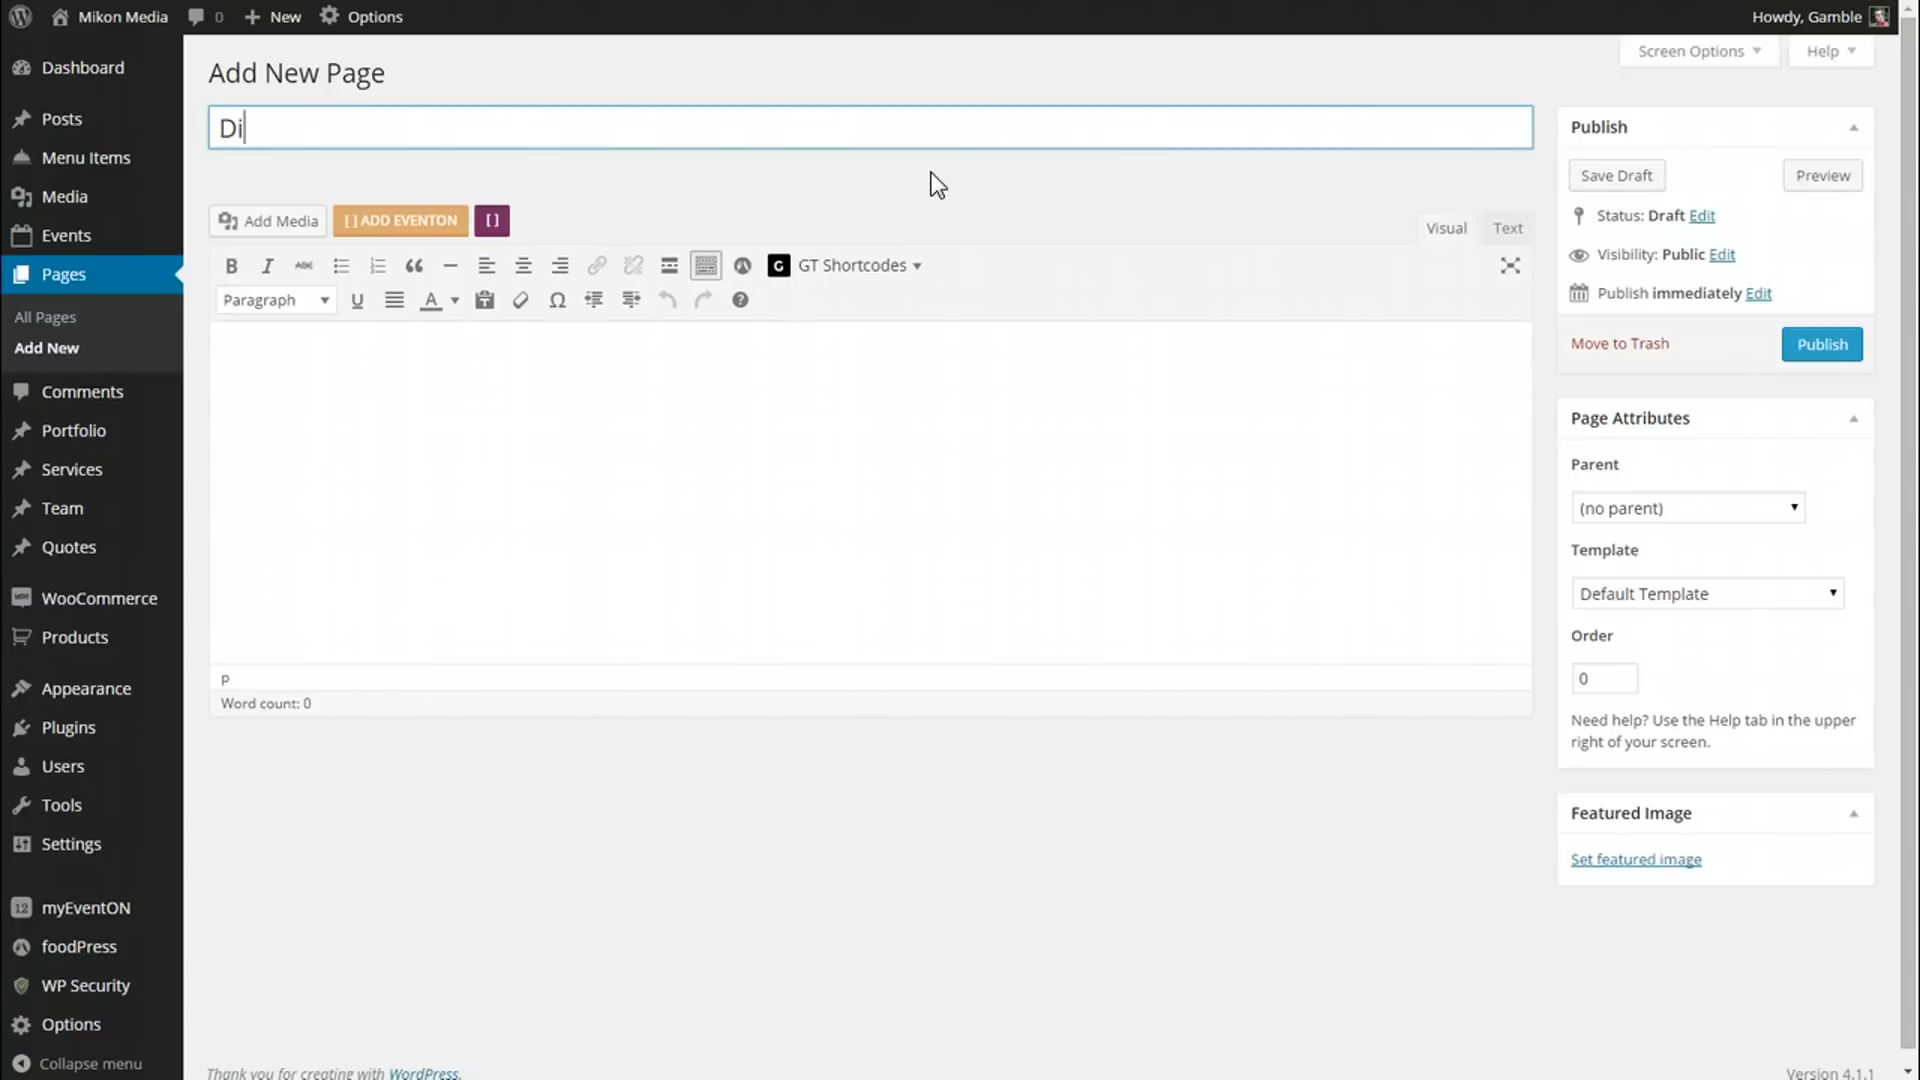 Mikon Media 0 New Options Howdy, Gamble
Screen Options Help
Dashboard
Posts
Menu Items
Media
Events
Pages
All Pages
Add New
Comments
Portfolio
Services
Team
Quotes
WooCommerce
Products
Appearance
Plugins
Users
Tools
Settings
myEventON
foodPress
WP Security
Options
Collapse menu
Add New Page
Di
Add Media [ ] ADD EVENTON [ ]
Visual Text
B I ABC GT Shortcodes
Paragraph U A Ω ?
P
Word count: 0
Publish
Save Draft Preview
Status: Draft Edit
Visibility: Public Edit
Publish immediately Edit
Move to Trash Publish
Page Attributes
Parent
(no parent)
Template
Default Template
Order
0
Need help? Use the Help tab in the upper
right of your screen.
Featured Image
Set featured image
Thank you for creating with WordPress.
Version 4.1.1